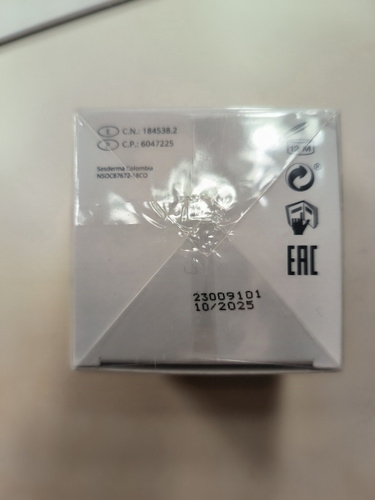 C.N.: 184538.2
C.P.: 6047225
Sesderma Colombia
EAC
23009101
10/2025